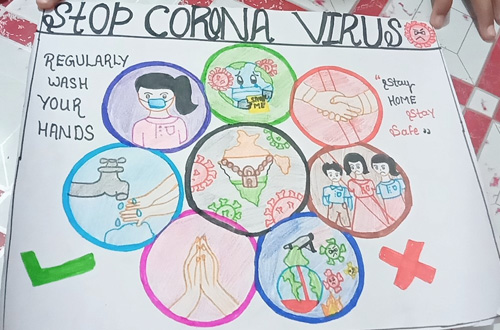 STOP CORONA VIRUS
REGULARLY
WASH
YOUR
HANDS
"Stay
HOME
Stay
Safe"